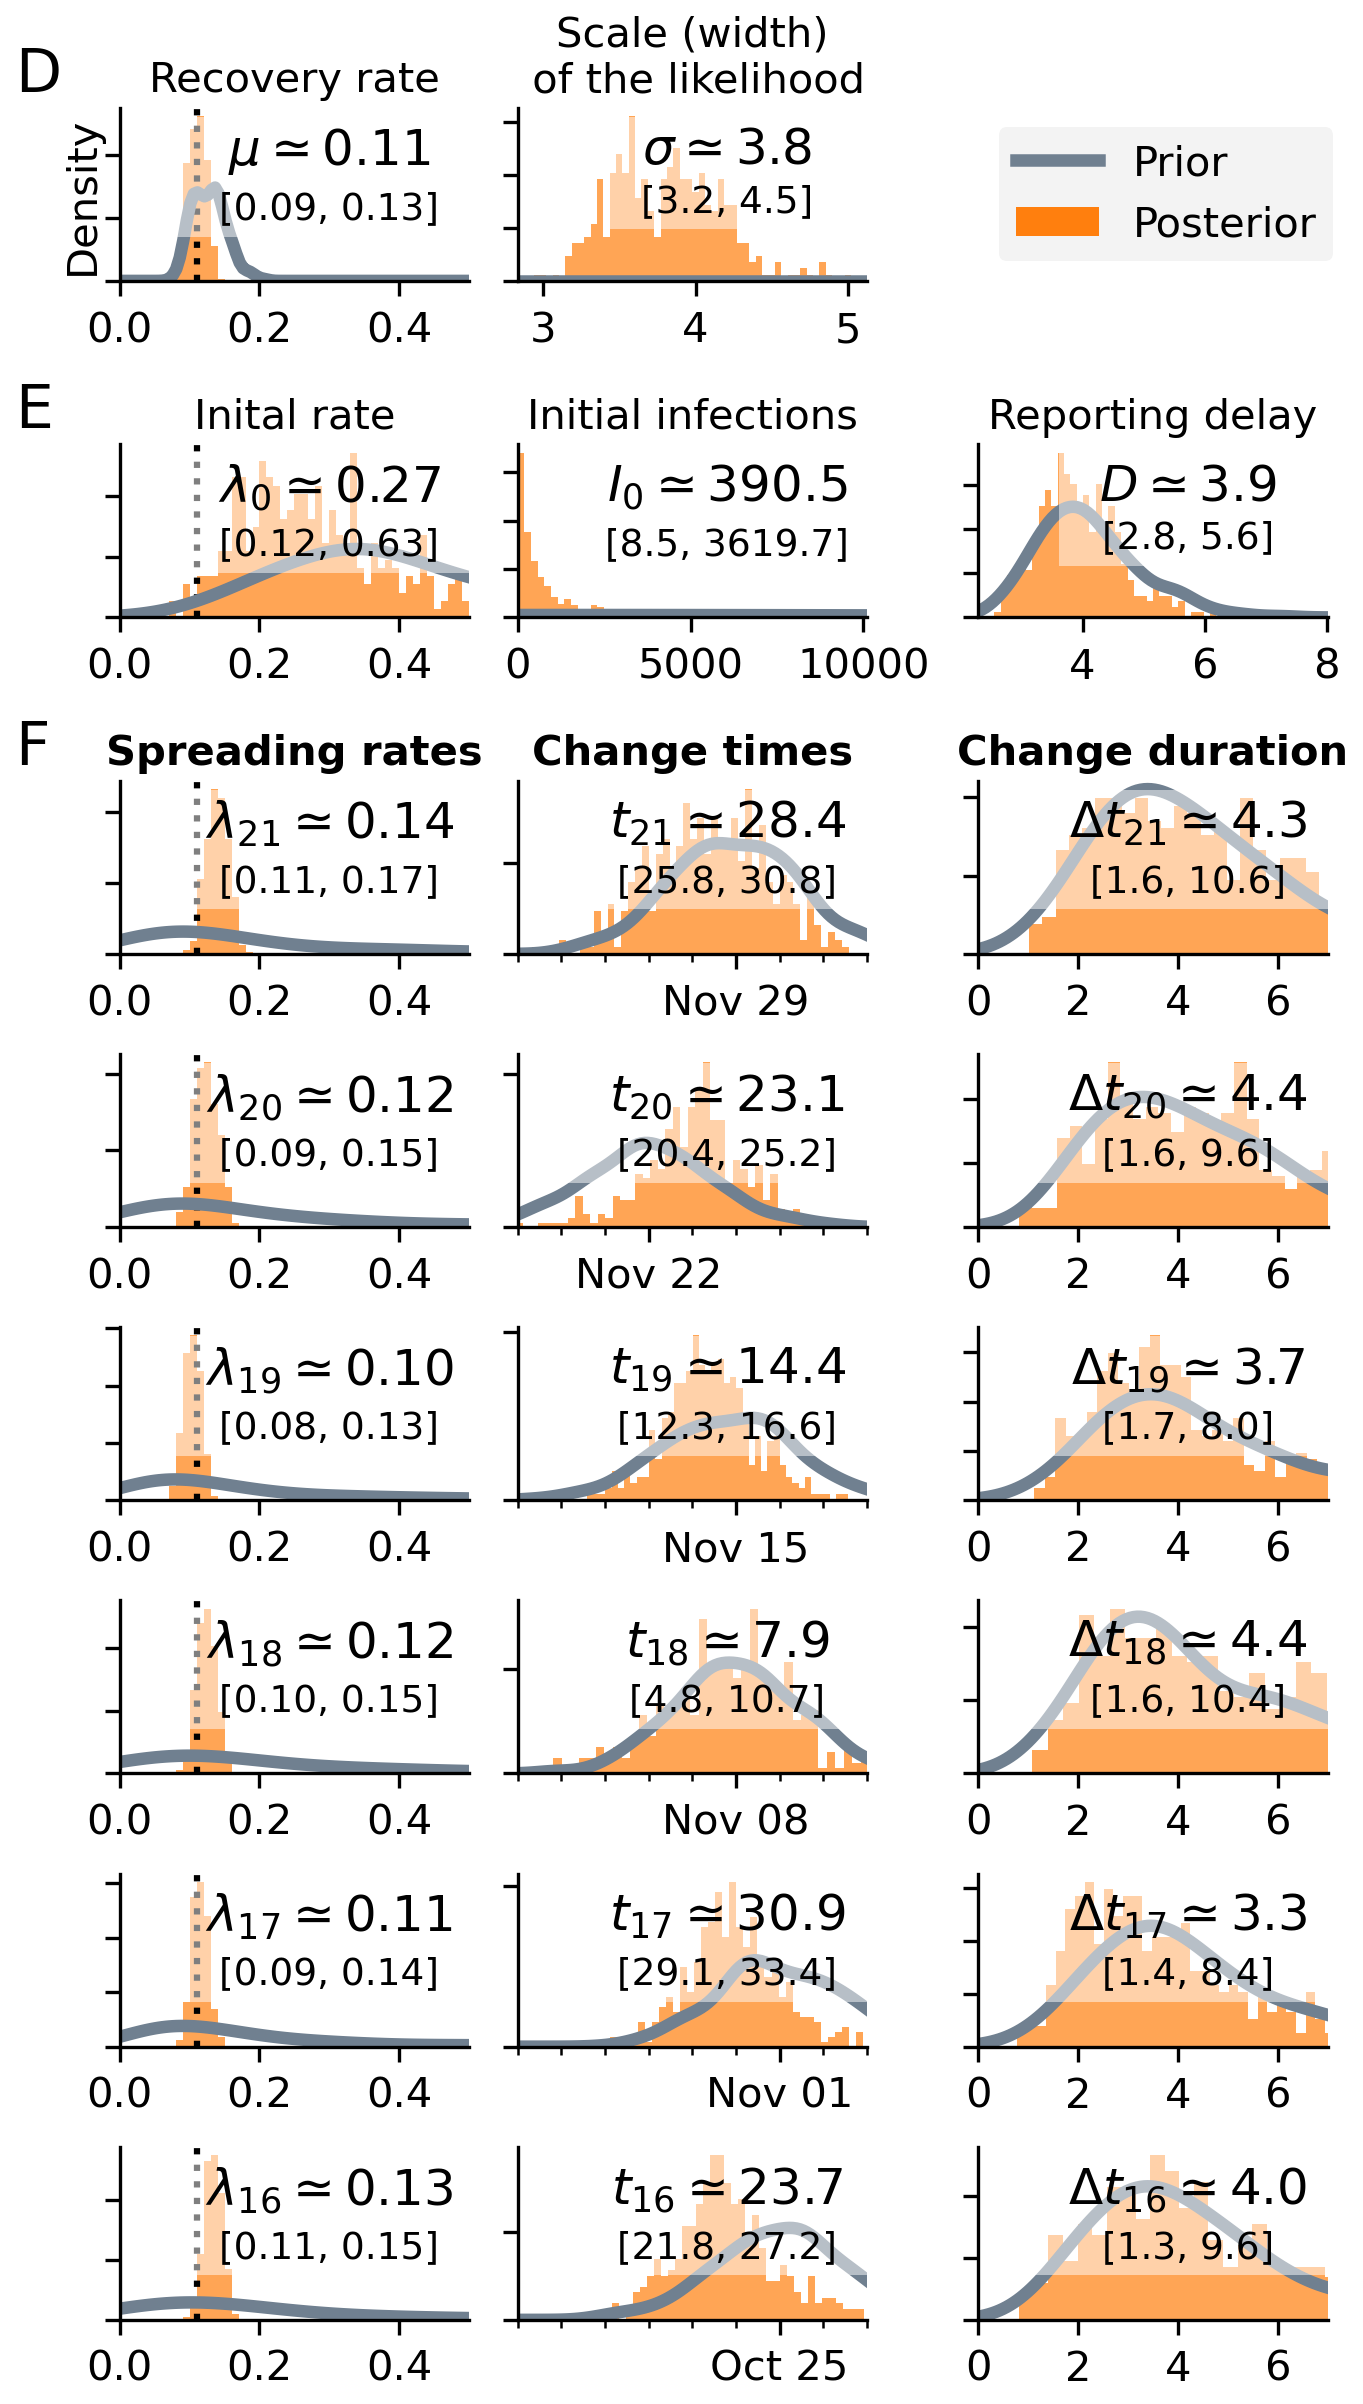 D
Recovery rate
Scale (width)
of the likelihood
Density
μ ≃ 0.11
[0.09, 0.13]
σ ≃ 3.8
[3.2, 4.5]
Prior
Posterior
0.0 0.2 0.4
3 4 5
E
Inital rate
Initial infections
Reporting delay
λ0 ≃ 0.27
[0.12, 0.63]
I0 ≃ 390.5
[8.5, 3619.7]
D ≃ 3.9
[2.8, 5.6]
0.0 0.2 0.4
0 5000 10000
4 6 8
F
Spreading rates
Change times
Change duration
λ21 ≃ 0.14
[0.11, 0.17]
t21 ≃ 28.4
[25.8, 30.8]
Δt21 ≃ 4.3
[1.6, 10.6]
0.0 0.2 0.4
Nov 29
0 2 4 6
λ20 ≃ 0.12
[0.09, 0.15]
t20 ≃ 23.1
[20.4, 25.2]
Δt20 ≃ 4.4
[1.6, 9.6]
0.0 0.2 0.4
Nov 22
0 2 4 6
λ19 ≃ 0.10
[0.08, 0.13]
t19 ≃ 14.4
[12.3, 16.6]
Δt19 ≃ 3.7
[1.7, 8.0]
0.0 0.2 0.4
Nov 15
0 2 4 6
λ18 ≃ 0.12
[0.10, 0.15]
t18 ≃ 7.9
[4.8, 10.7]
Δt18 ≃ 4.4
[1.6, 10.4]
0.0 0.2 0.4
Nov 08
0 2 4 6
λ17 ≃ 0.11
[0.09, 0.14]
t17 ≃ 30.9
[29.1, 33.4]
Δt17 ≃ 3.3
[1.4, 8.4]
0.0 0.2 0.4
Nov 01
0 2 4 6
λ16 ≃ 0.13
[0.11, 0.15]
t16 ≃ 23.7
[21.8, 27.2]
Δt16 ≃ 4.0
[1.3, 9.6]
0.0 0.2 0.4
Oct 25
0 2 4 6